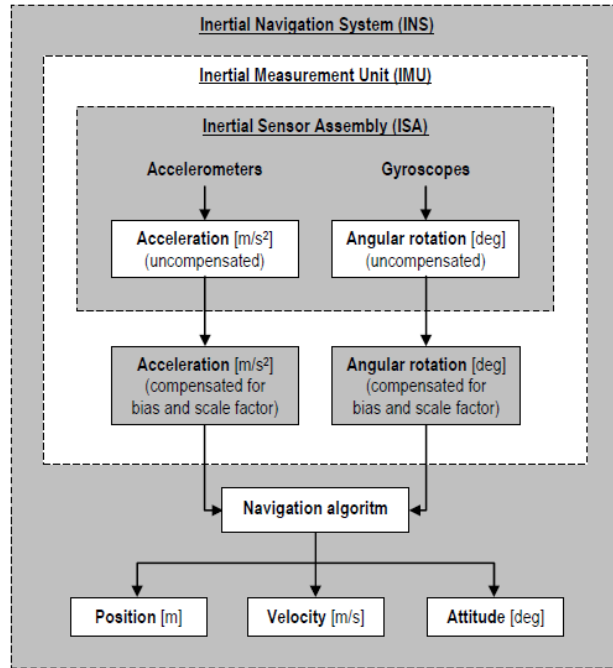 Inertial Navigation System (INS)
Inertial Measurement Unit (IMU)
Inertial Sensor Assembly (ISA)
Accelerometers
Gyroscopes
Acceleration [m/s²]
(uncompensated)
Angular rotation [deg]
(uncompensated)
Acceleration [m/s²]
(compensated for
bias and scale factor)
Angular rotation [deg]
(compensated for
bias and scale factor)
Navigation algoritm
Position [m]
Velocity [m/s]
Attitude [deg]